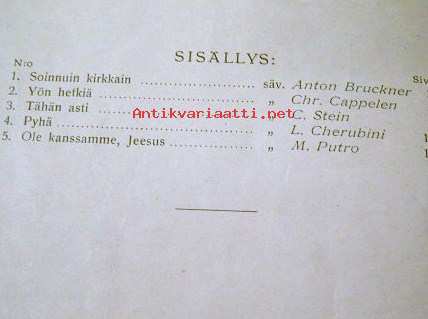 SISÄLLYS:
N:o Siv
1. Soinnuin kirkkain ..................... säv. Anton Bruckner
2. Yön hetkiä ............................. „ Chr. Cappelen
3. Tähän asti ............................. „ C. Stein
Antikvariaatti.net
4. Pyhä .................................... „ L. Cherubini
5. Ole kanssamme, Jeesus ................ „ M. Putro